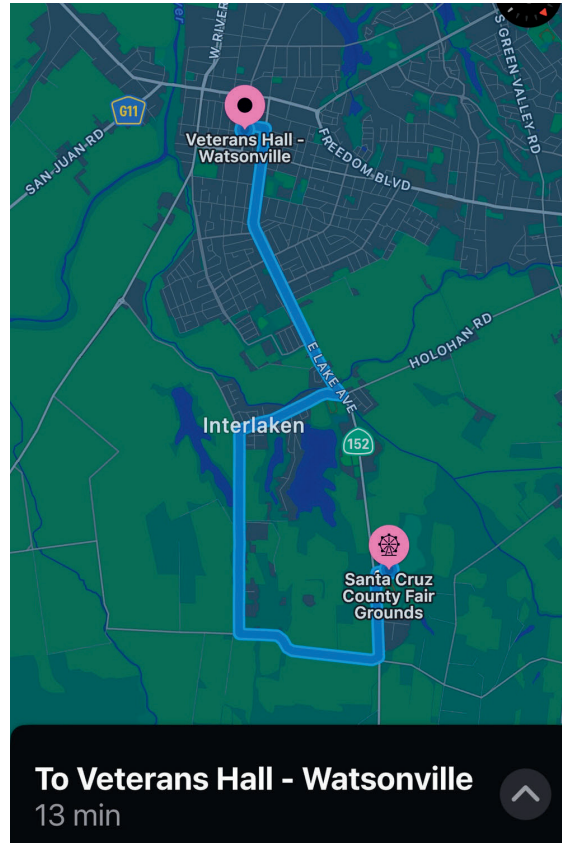 W RIVER
S GREEN VALLEY RD
G11
SAN JUAN RD
Veterans Hall -
Watsonville
FREEDOM BLVD
E LAKE AVE
HOLOHAN RD
Interlaken
152
Santa Cruz
County Fair
Grounds
To Veterans Hall - Watsonville
13 min